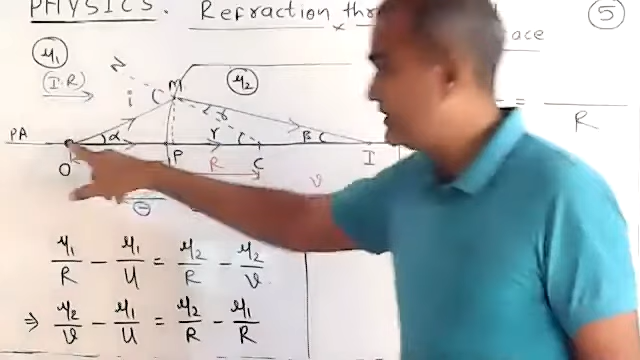 PHYSICS. Refraction thr
ace
5
μ1
(I.R)
N
M
μ2
i
r
α
γ
β
PA
O
P
R
C
I
v
⊖
R
μ1/R - μ1/u = μ2/R - μ2/v
⇒ μ2/v - μ1/u = μ2/R - μ1/R